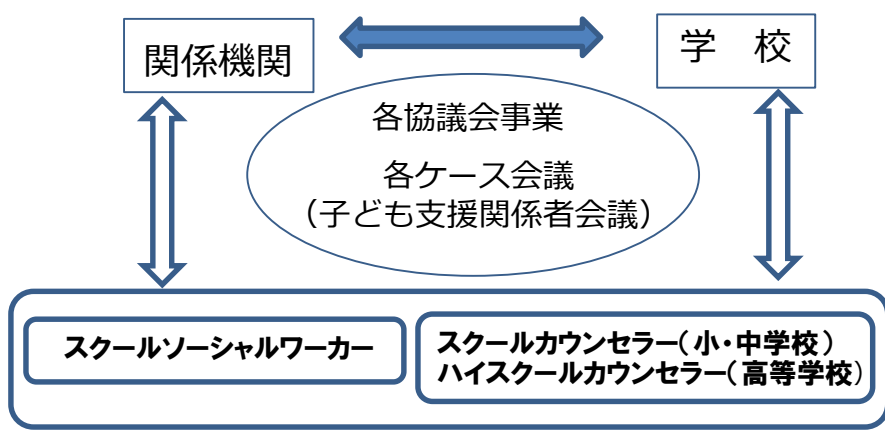 関係機関
学　校
各協議会事業
各ケース会議
（子ども支援関係者会議）
スクールソーシャルワーカー
スクールカウンセラー（小・中学校）
ハイスクールカウンセラー（高等学校）